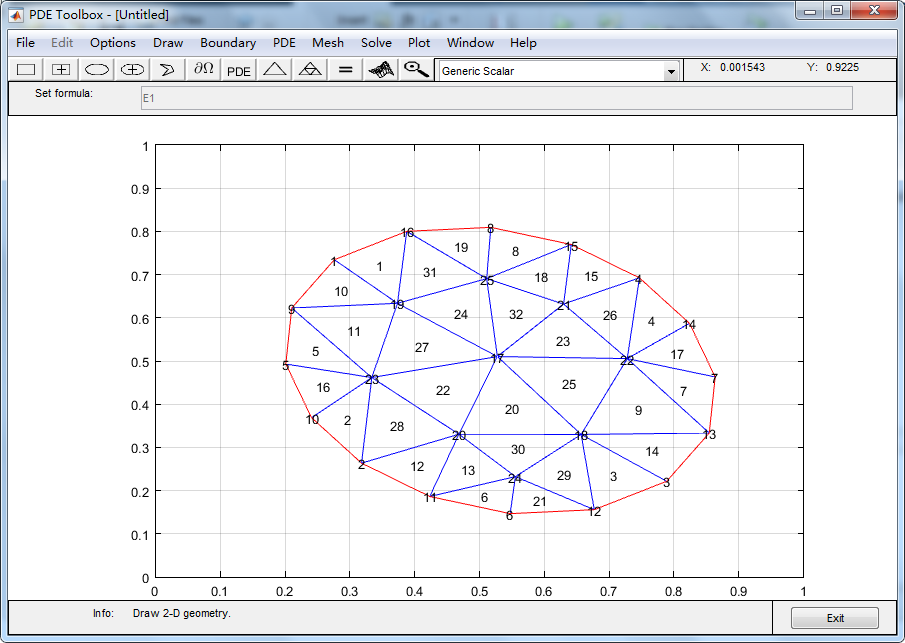 PDE Toolbox - [Untitled]
File Edit Options Draw Boundary PDE Mesh Solve Plot Window Help
∂Ω PDE = Generic Scalar X: 0.001543 Y: 0.9225
Set formula: E1
1
0.9
0.8 16 8
19 8 15
1 1 31
0.7 25 18 15 4
10
19 24 32 21 26
0.6 9 4 14
11
27 23
5 17 22 17
0.5 5
23 7
16 22 25 7
0.4 20 9
10 2 28
20 18 13
0.3 30 14
2 12 13 24 29 3 3
0.2 11 6 21
6 12
0.1
0
0 0.1 0.2 0.3 0.4 0.5 0.6 0.7 0.8 0.9 1
Info: Draw 2-D geometry. Exit